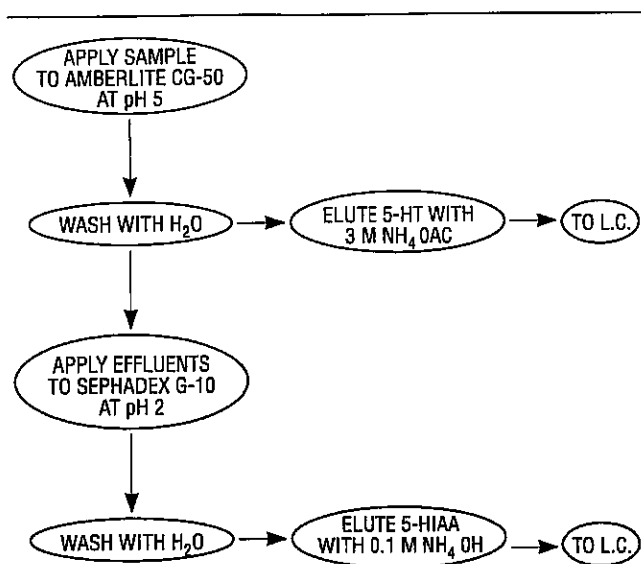 APPLY SAMPLE
TO AMBERLITE CG-50
AT pH 5
WASH WITH H₂O
ELUTE 5-HT WITH
3 M NH₄ OAC
TO L.C.
APPLY EFFLUENTS
TO SEPHADEX G-10
AT pH 2
WASH WITH H₂O
ELUTE 5-HIAA
WITH 0.1 M NH₄ OH
TO L.C.